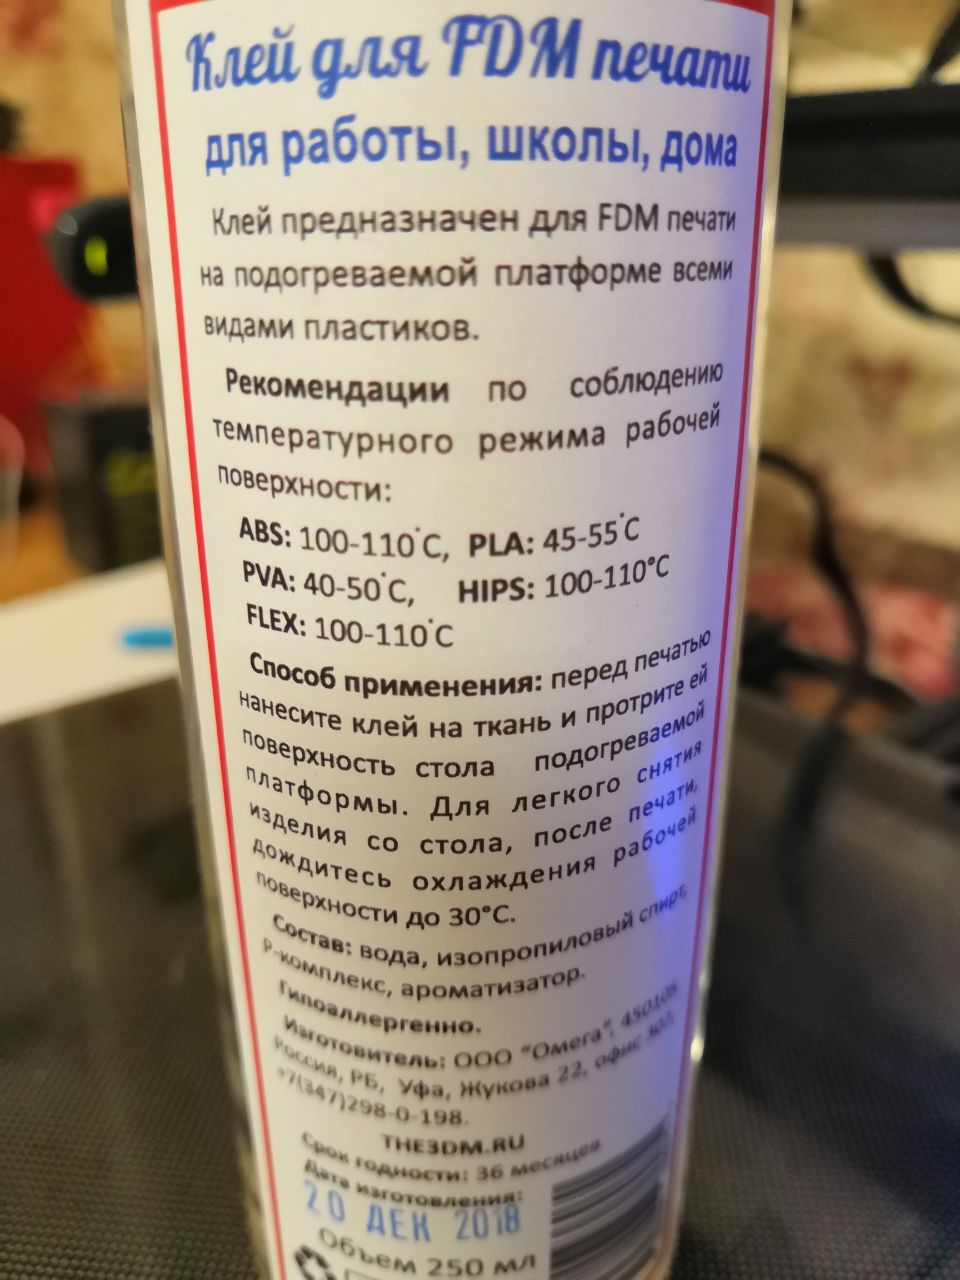 Клей для FDM печати
для работы, школы, дома
Клей предназначен для FDM печати
на подогреваемой платформе всеми
видами пластиков.
Рекомендации по соблюдению
температурного режима рабочей
поверхности:
ABS: 100-110°C, PLA: 45-55°C
PVA: 40-50°C, HIPS: 100-110°C
FLEX: 100-110°C
Способ применения: перед печатью
нанесите клей на ткань и протрите ей
поверхность стола подогреваемой
платформы. Для легкого снятия
изделия со стола, после печати,
дождитесь охлаждения рабочей
поверхности до 30°C.
Состав: вода, изопропиловый спирт,
Р-комплекс, ароматизатор.
Гипоаллергенно.
Изготовитель: ООО "Омега", 450105
Россия, РБ, Уфа, Жукова 22, офис
+7(347)298-0-198.
THE3DM.RU
Срок годности: 36 месяцев
Дата изготовления:
20 ДЕК 2018
Объем 250 мл